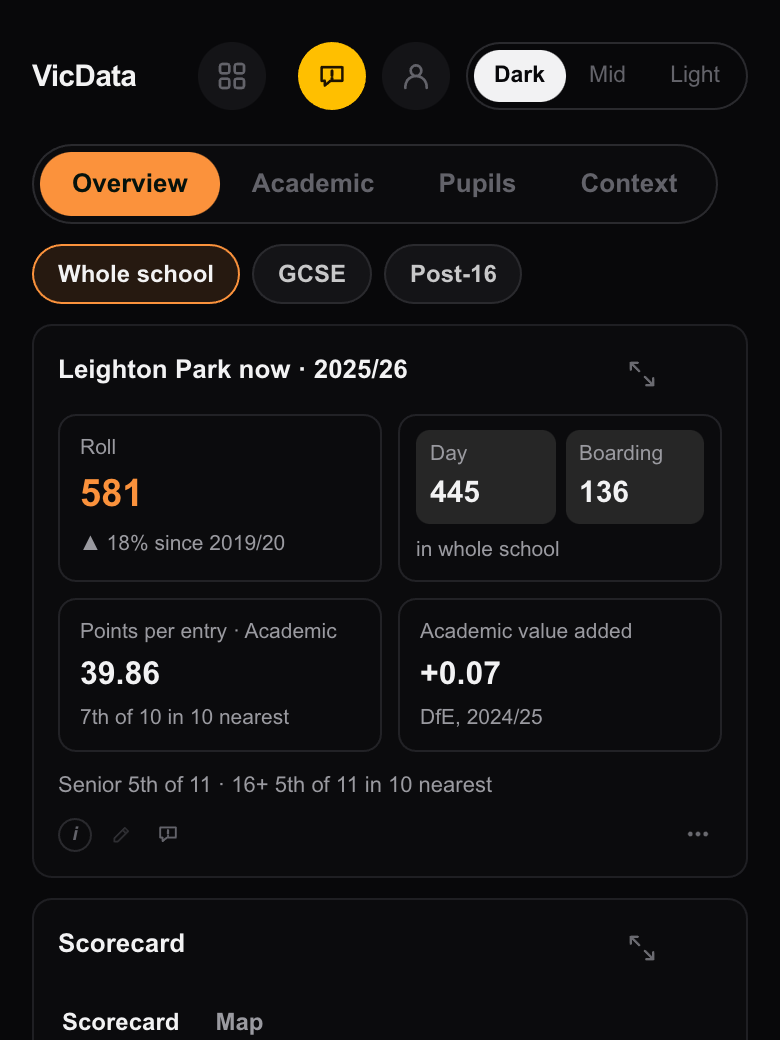 VicData
Dark Mid Light
Overview Academic Pupils Context
Whole school GCSE Post-16
Leighton Park now · 2025/26
Roll
581
▲ 18% since 2019/20
Day Boarding
445 136
in whole school
Points per entry · Academic
39.86
7th of 10 in 10 nearest
Academic value added
+0.07
DfE, 2024/25
Senior 5th of 11 · 16+ 5th of 11 in 10 nearest
i
Scorecard
Scorecard Map